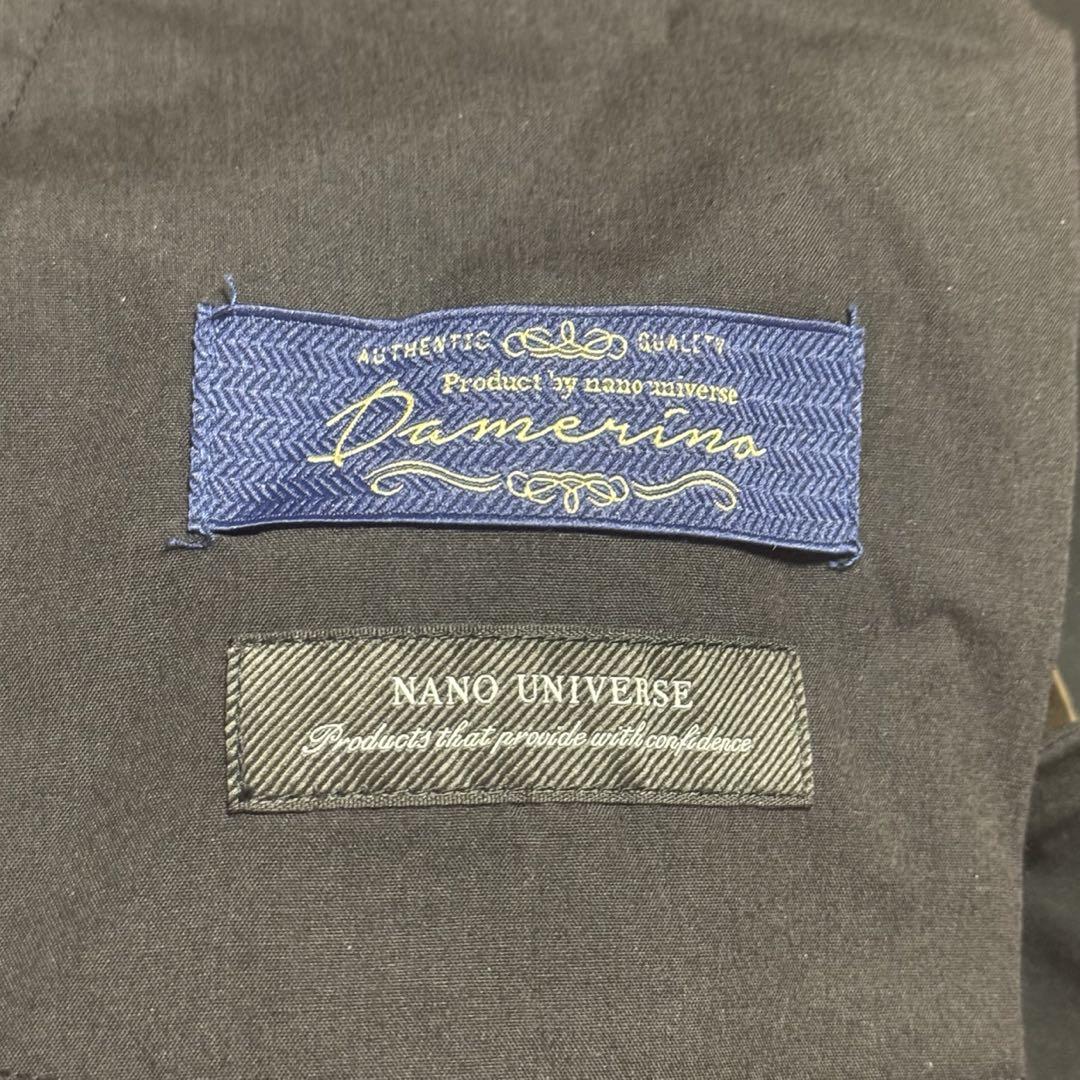 AUTHENTIC QUALITY
Product by nano universe
Damerino
NANO UNIVERSE
Products that provide with confidence